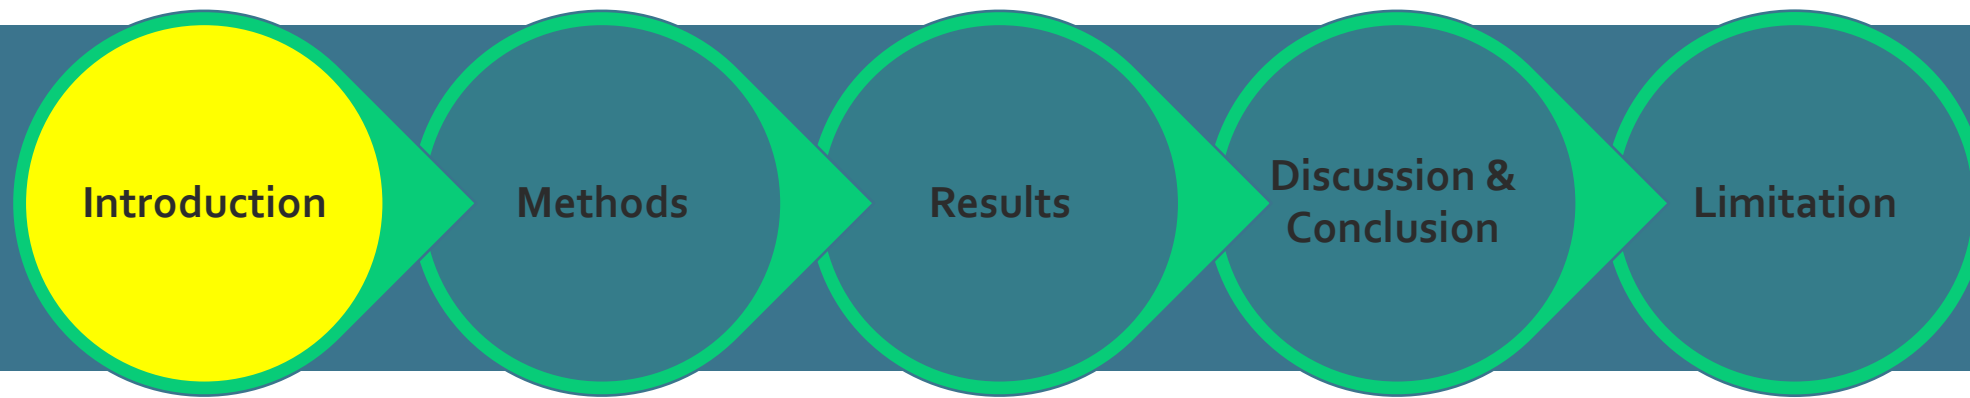 Introduction
Methods
Results
Discussion &
Conclusion
Limitation